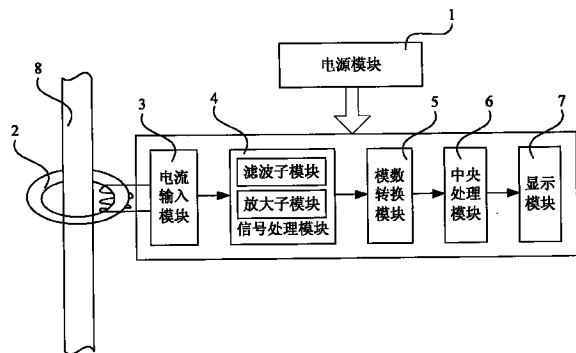 1
电源模块
8
2
3
4
5
6
7
电流
输入
模块
滤波子模块
放大子模块
信号处理模块
模数
转换
模块
中央
处理
模块
显示
模块